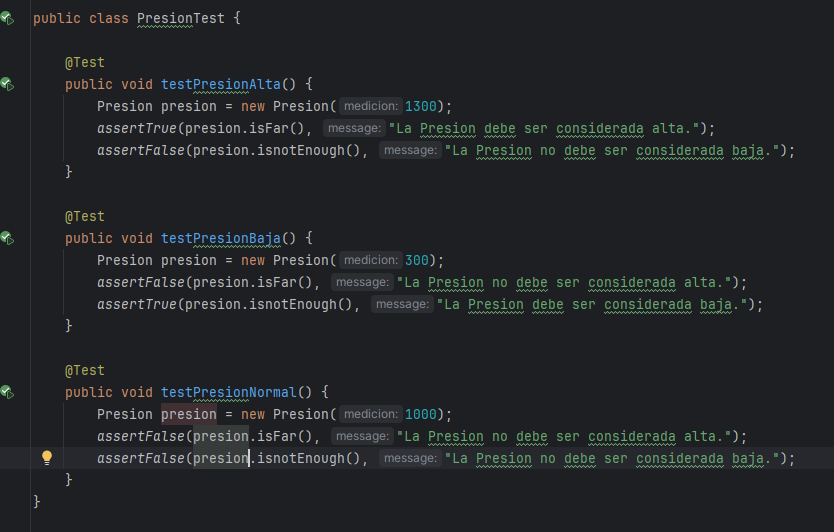 public class PresionTest {
@Test
public void testPresionAlta() {
Presion presion = new Presion( medicion: 1300);
assertTrue(presion.isFar(), message: "La Presion debe ser considerada alta.");
assertFalse(presion.isnotEnough(), message: "La Presion no debe ser considerada baja.");
}
@Test
public void testPresionBaja() {
Presion presion = new Presion( medicion: 300);
assertFalse(presion.isFar(), message: "La Presion no debe ser considerada alta.");
assertTrue(presion.isnotEnough(), message: "La Presion debe ser considerada baja.");
}
@Test
public void testPresionNormal() {
Presion presion = new Presion( medicion: 1000);
assertFalse(presion.isFar(), message: "La Presion no debe ser considerada alta.");
assertFalse(presion.isnotEnough(), message: "La Presion no debe ser considerada baja.");
}
}